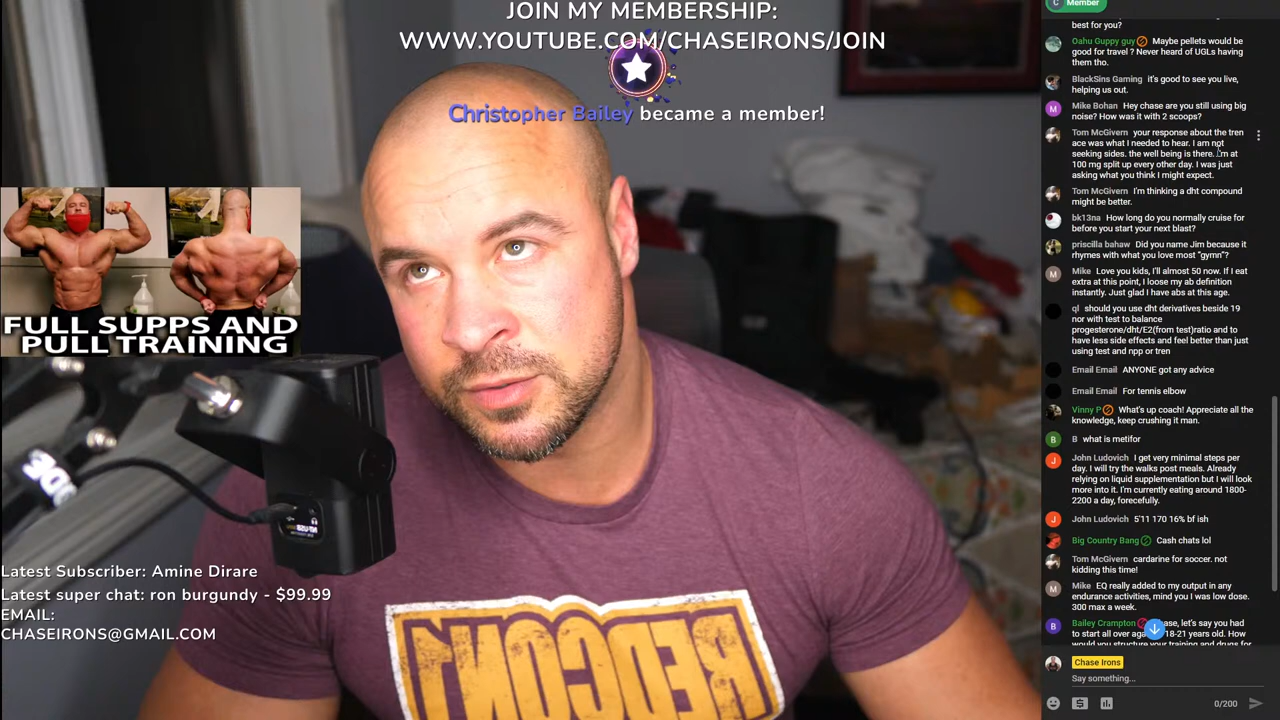 JOIN MY MEMBERSHIP:
WWW.YOUTUBE.COM/CHASEIRONS/JOIN
Christopher Bailey became a member!
FULL SUPPS AND
PULL TRAINING
Latest Subscriber: Amine Dirare
Latest super chat: ron burgundy - $99.99
EMAIL:
CHASEIRONS@GMAIL.COM
REDCON1
C Member
best for you?
Oahu Guppy guy Maybe pellets would be
good for travel ? Never heard of UGLs having
them tho.
BlackSins Gaming it's good to see you live,
helping us out.
M Mike Bohan Hey chase are you still using big
noise? How was it with 2 scoops?
Tom McGivern your response about the tren
ace was what I needed to hear. I am not
seeking sides. the well being is there. I'm at
100 mg split up every other day. I was just
asking what you think I might expect.
Tom McGivern I'm thinking a dht compound
might be better.
bk13na How long do you normally cruise for
before you start your next blast?
priscilla bahaw Did you name Jim because it
rhymes with what you love most “gymn”?
M Mike Love you kids, I'll almost 50 now. If I eat
extra at this point, I loose my ab definition
instantly. Just glad I have abs at this age.
ql should you use dht derivatives beside 19
nor with test to balance
progesterone/dht/E2(from test)ratio and to
have less side effects and feel better than just
using test and npp or tren
Email Email ANYONE got any advice
Email Email For tennis elbow
Vinny P What's up coach! Appreciate all the
knowledge, keep crushing it man.
B B what is metifor
J John Ludovich I get very minimal steps per
day. I will try the walks post meals. Already
relying on liquid supplementation but I will look
more into it. I'm currently eating around 1800-
2200 a day, forecefully.
J John Ludovich 5'11 170 16% bf ish
Big Country Bang Cash chats lol
Tom McGivern cardarine for soccer. not
kidding this time!
M Mike EQ really added to my output in any
endurance activities, mind you I was low dose.
300 max a week.
B Bailey Crampton let's say you had
to start all over 18-21 years old. How
would you structure your training and drugs for
Chase Irons
Say something...
0/200